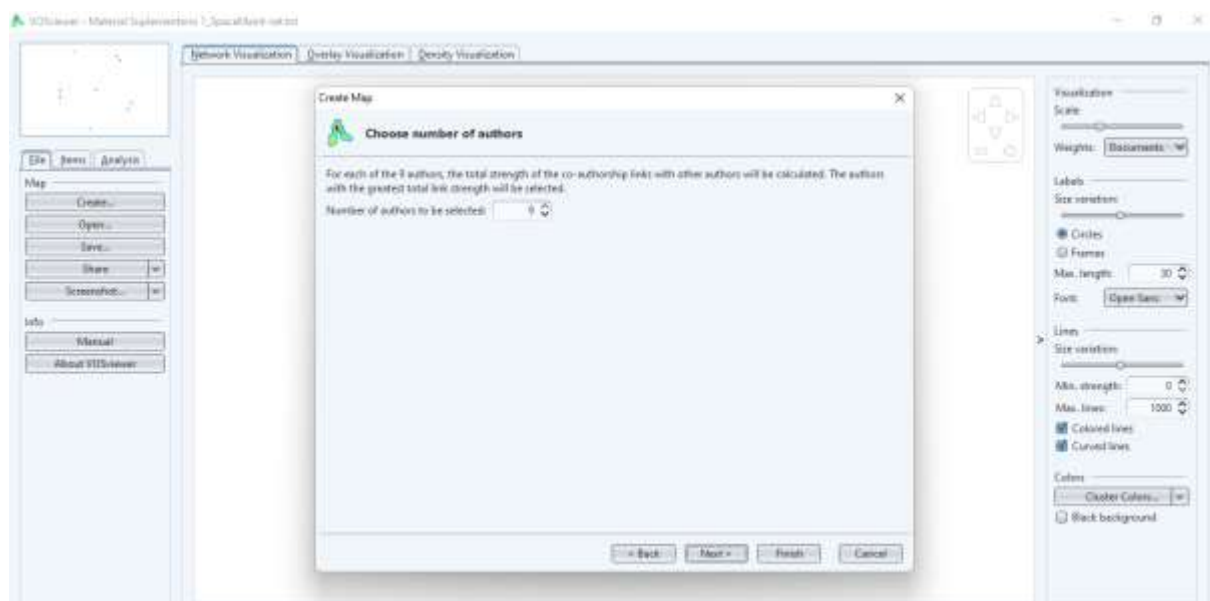 VOSviewer - Material
Network Visualization Overlay Visualization Density Visualization
Create Map
Choose number of authors
For each of the 9 authors, the total strength of the co-authorship links with other authors will be calculated. The authors
with the greatest total link strength will be selected.
Number of authors to be selected: 9
< Back Next > Finish Cancel
File Items Analysis
Map
Create...
Open...
Save...
Share
Screenshot...
Info
Manual
About VOSviewer
Visualization
Scale:
Weights: Documents
Labels
Size variation:
Circles
Frames
Max. length: 30
Font: Open Sans
Lines
Size variation:
Min. strength: 0
Max. lines: 1000
Colored lines
Curved lines
Colors
Cluster Colors...
Black background